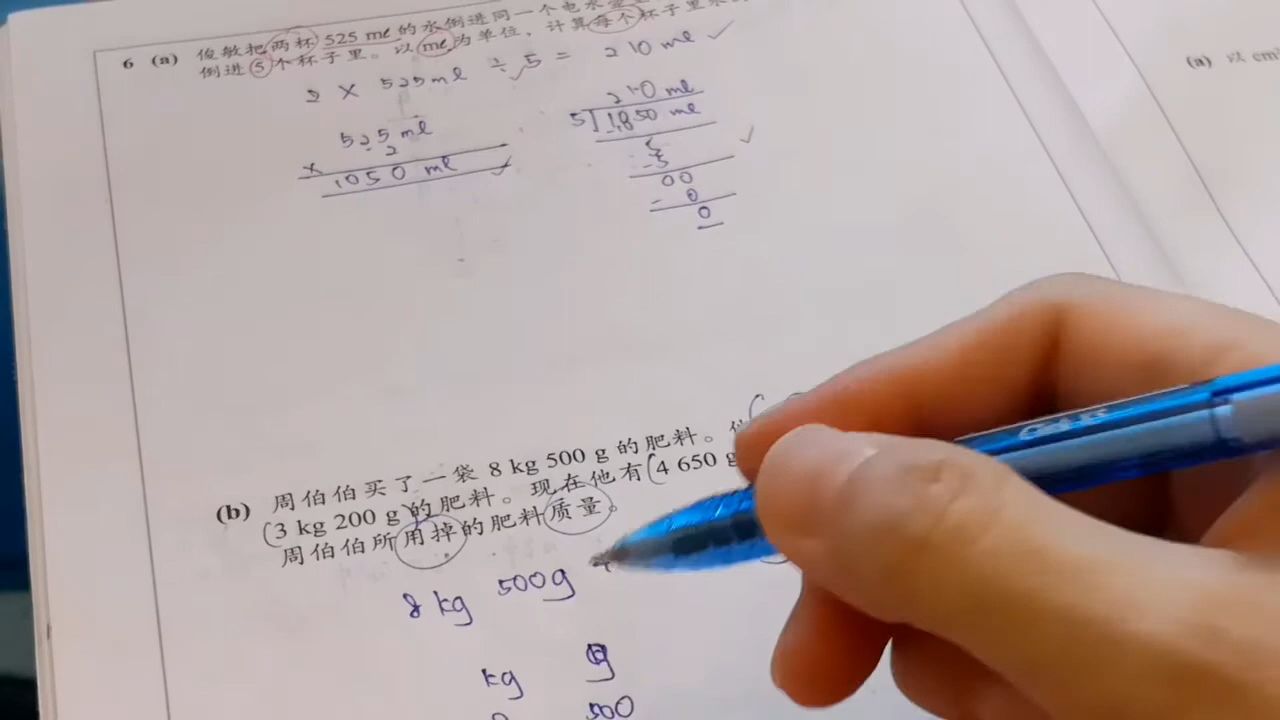 6 (a) 俊敏把两杯 525 ml 的水倒进同一个电水
倒进 5 个杯子里。以 ml 为单位，计算每个杯子里
2 × 525 ml ÷ 5 = 210 ml
525 ml
× 2
1050 ml
210 ml
5
ml
5
- 5
00
- 0
0
(b) 周伯伯买了一袋 8 kg 500 g 的肥料。
(3 kg 200 g)的肥料。现在他有(4 650 g
周伯伯所用掉的肥料质量。
8 kg 500g
kg g
500
(a) 以 cm